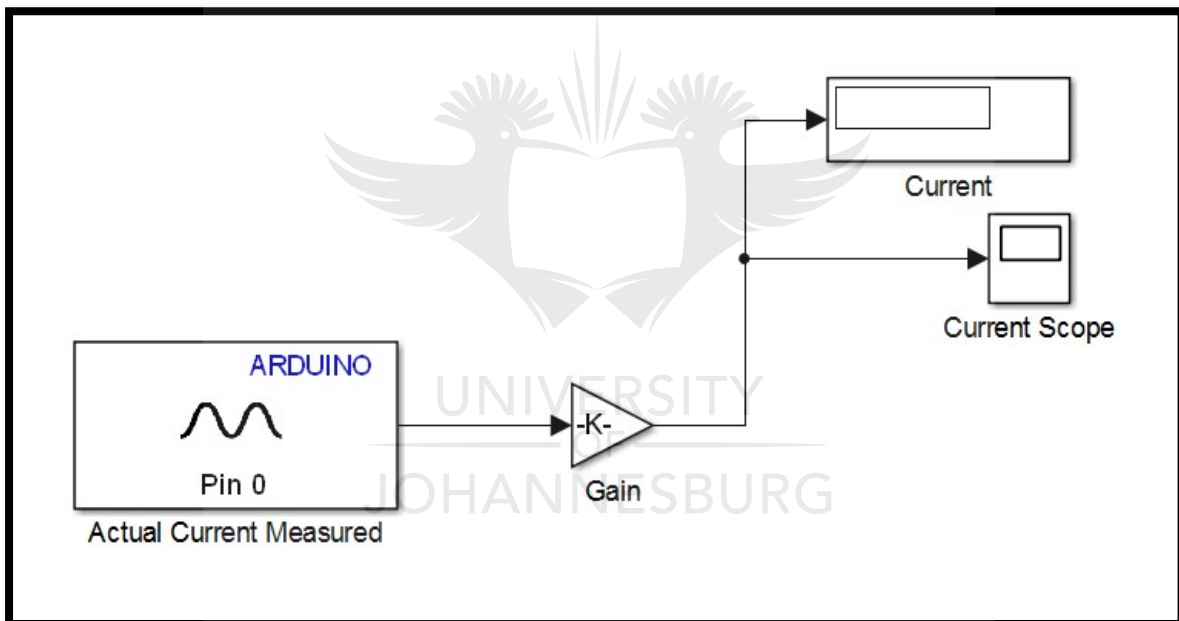 Current
Current Scope
ARDUINO
Pin 0
Actual Current Measured
-K-
Gain
UNIVERSITY
OF
JOHANNESBURG